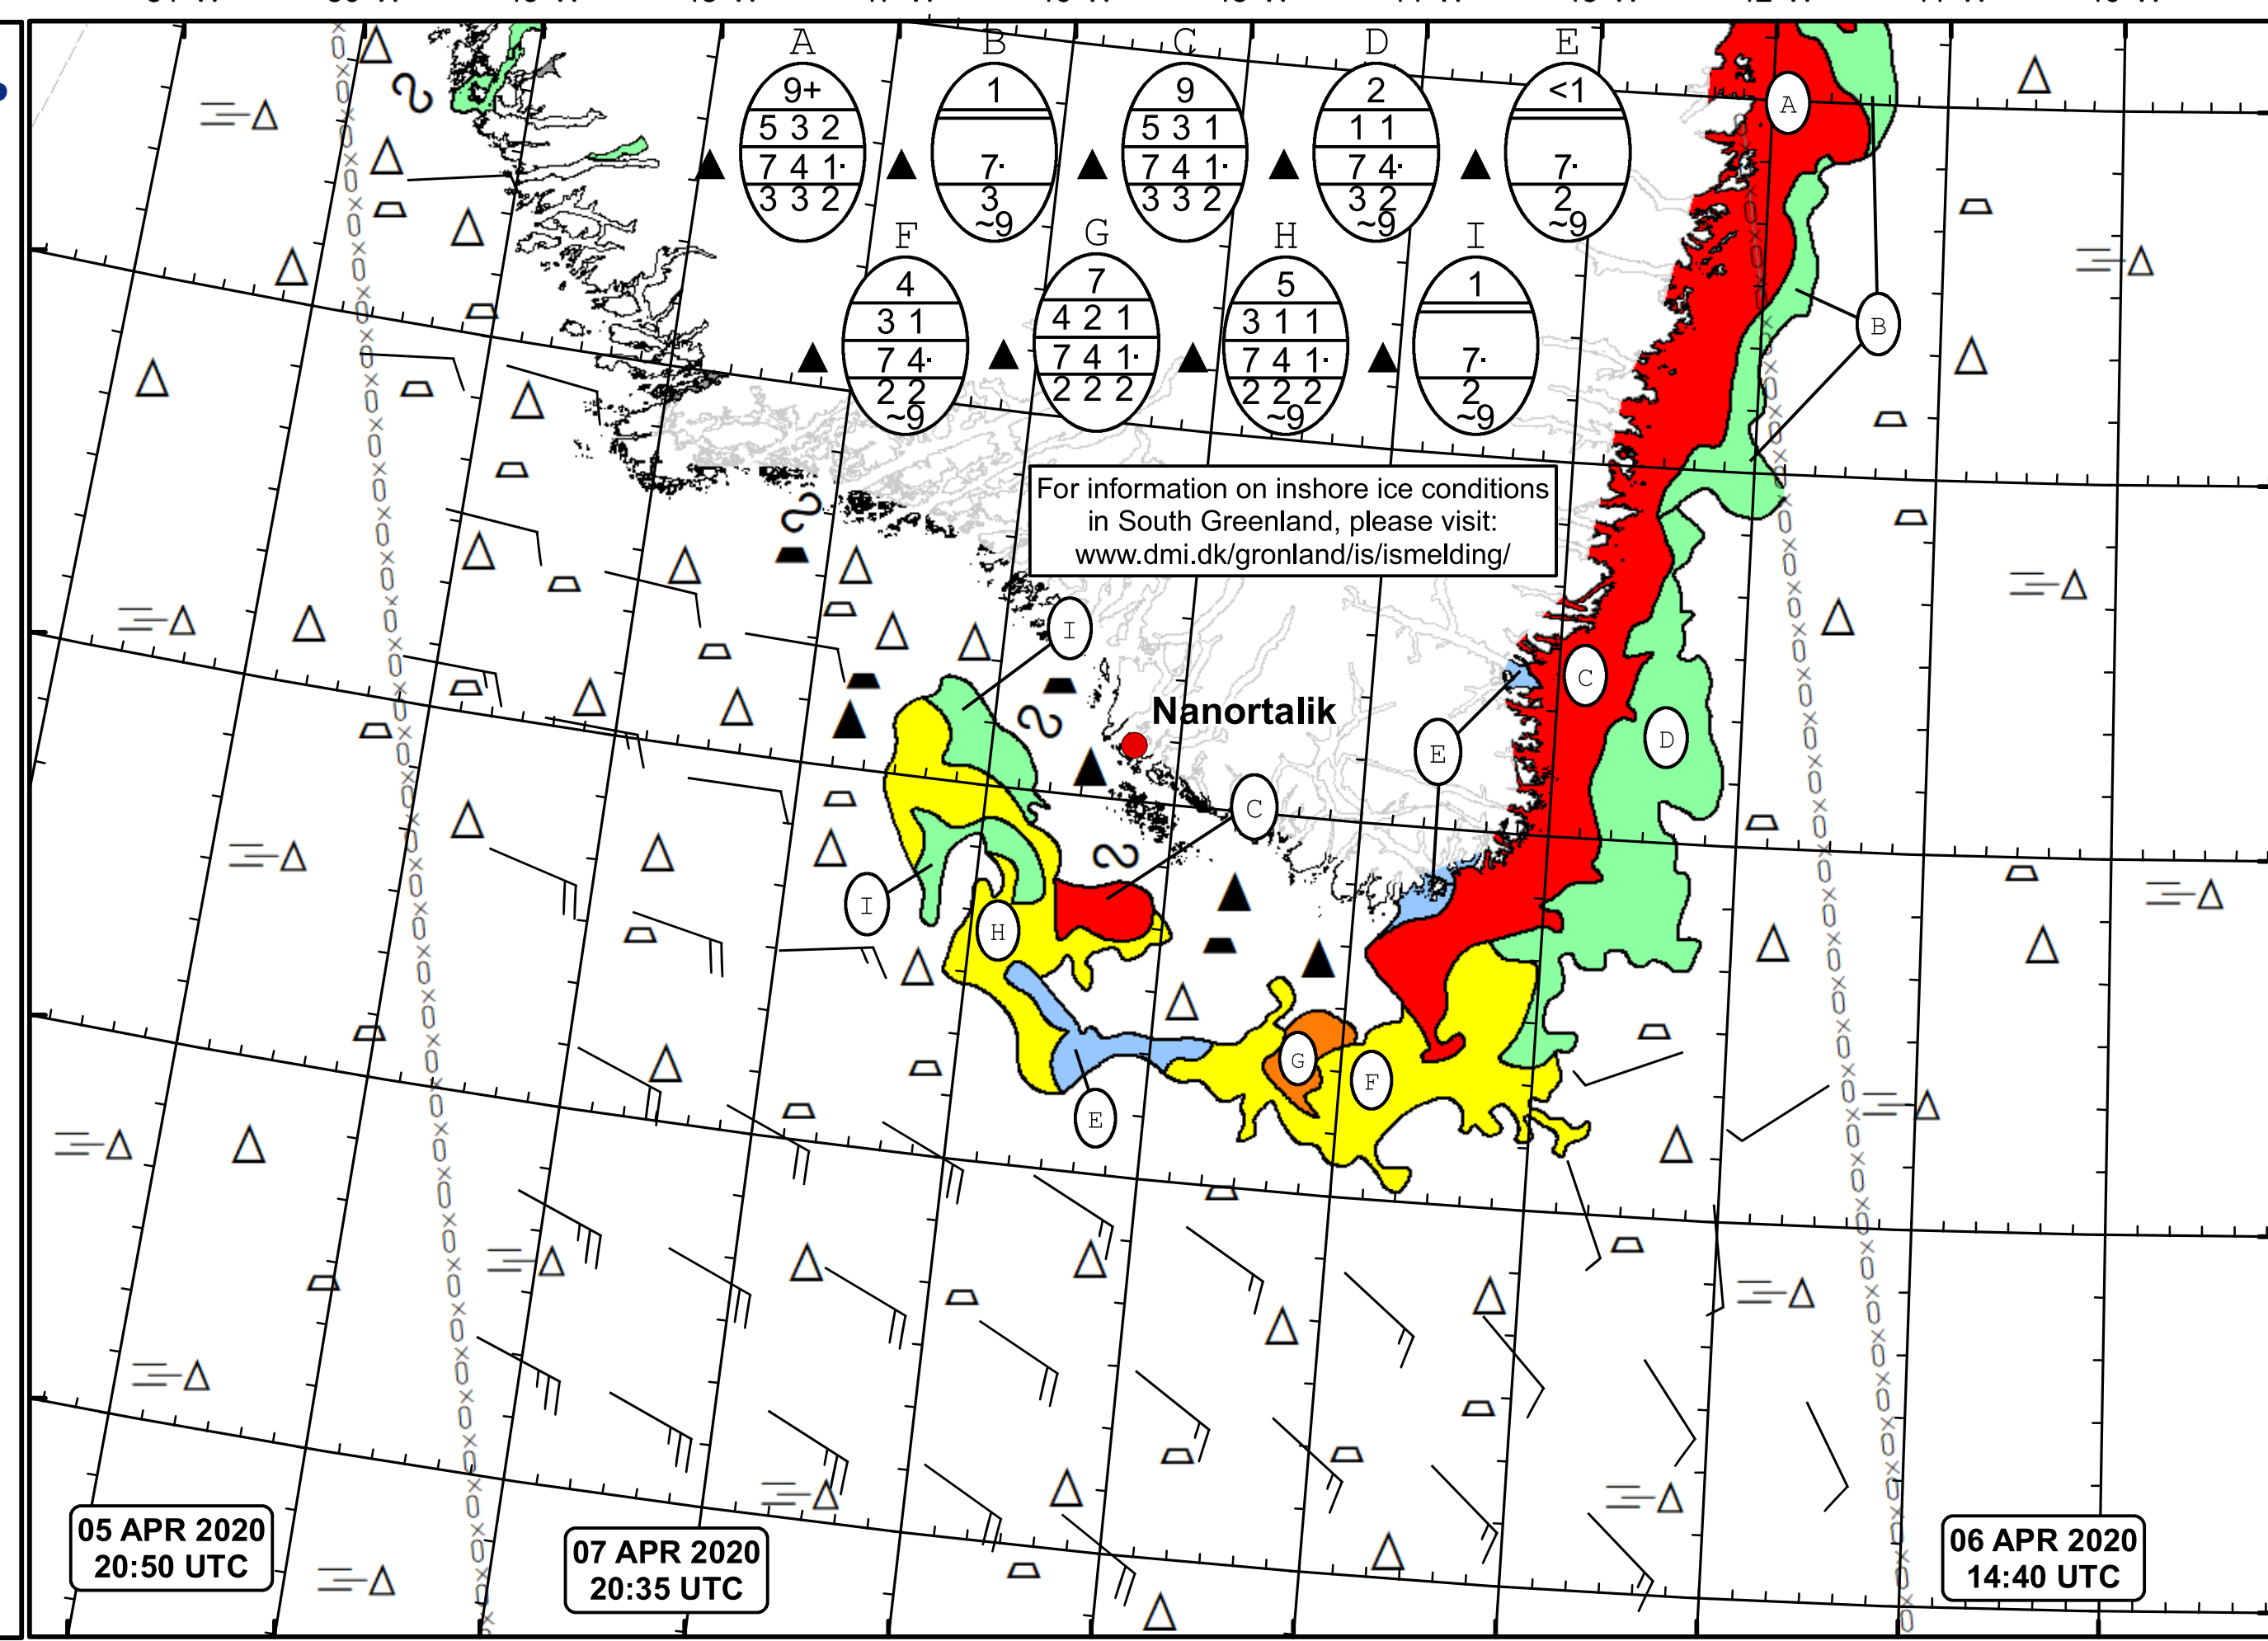 A B C D E
9+ 1 9 2 <1
5 3 2 5 3 1 1 1
7 4 1· 7· 7 4 1· 7 4· 7·
3 3 2 3 3 3 2 3 2 2
~9 ~9 ~9
F G H I
4 7 5 1
3 1 4 2 1 3 1 1
7 4· 7 4 1· 7 4 1· 7·
2 2 2 2 2 2 2 2 2
~9 ~9 ~9
A
B
For information on inshore ice conditions
in South Greenland, please visit:
www.dmi.dk/gronland/is/ismelding/
I
C
Nanortalik
D
E
C
I
H
G
F
E
05 APR 2020
20:50 UTC
07 APR 2020
20:35 UTC
06 APR 2020
14:40 UTC